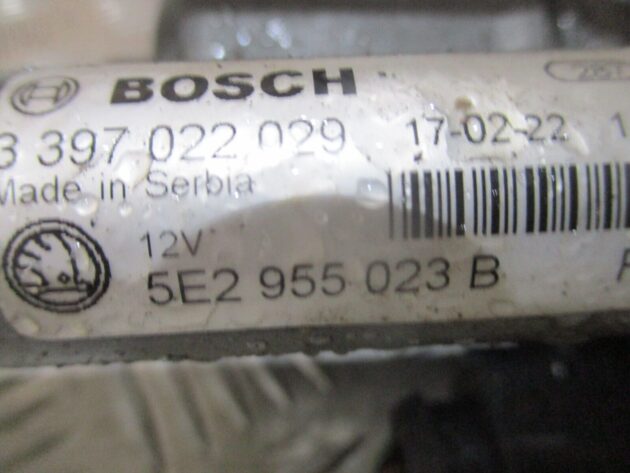 BOSCH
3 397 022 029 17-02-22
Made in Serbia
12V
5E2 955 023 B